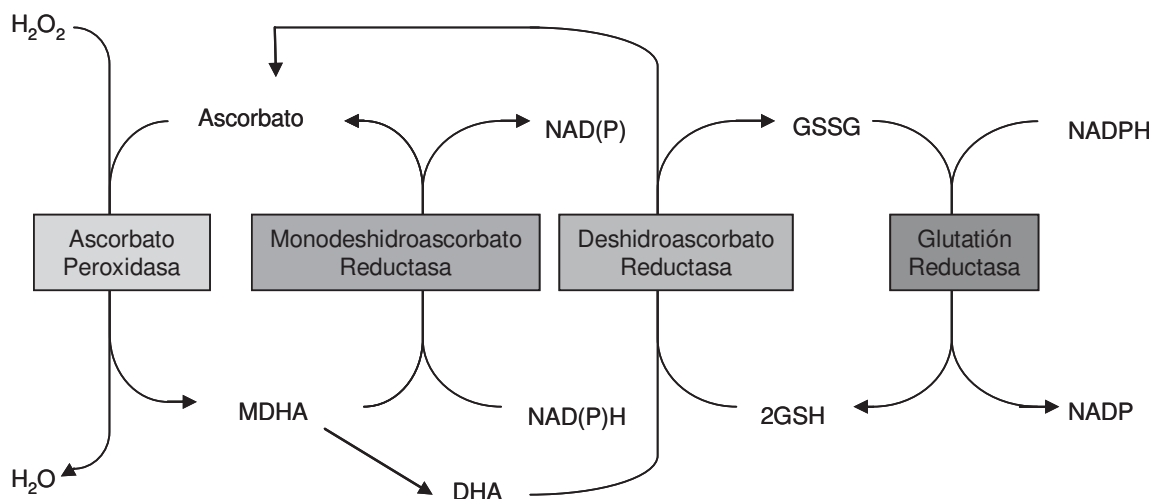 H₂O₂
Ascorbato
NAD(P)
GSSG
NADPH
Ascorbato
Peroxidasa
Monodeshidroascorbato
Reductasa
Deshidroascorbato
Reductasa
Glutatión
Reductasa
MDHA
NAD(P)H
2GSH
NADP
H₂O
DHA